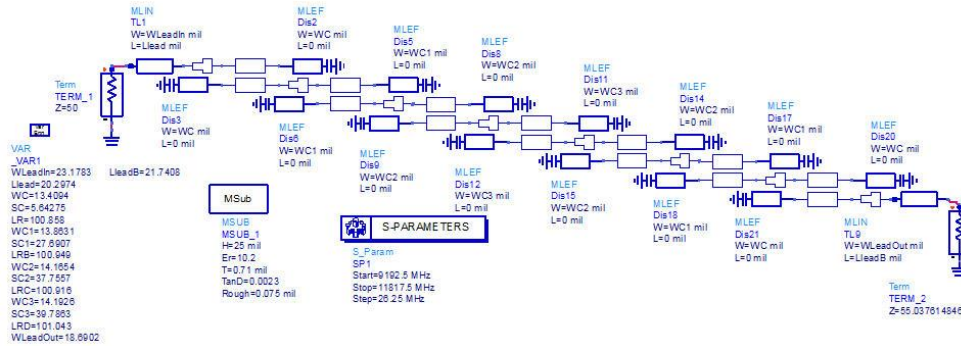 MLIN
TL1
W=WLeadIn mil
L=Llead mil
MLEF
Dis2
W=WC mil
L=0 mil
MLEF
Dis5
W=WC1 mil
L=0 mil
MLEF
Dis8
W=WC2 mil
L=0 mil
MLEF
Dis11
W=WC3 mil
L=0 mil
MLEF
Dis14
W=WC2 mil
L=0 mil
MLEF
Dis17
W=WC1 mil
L=0 mil
MLEF
Dis20
W=WC mil
L=0 mil
Term
TERM_1
Z=50
MLEF
Dis3
W=WC mil
L=0 mil
MLEF
Dis6
W=WC1 mil
L=0 mil
MLEF
Dis9
W=WC2 mil
L=0 mil
MLEF
Dis12
W=WC3 mil
L=0 mil
MLEF
Dis15
W=WC2 mil
L=0 mil
MLEF
Dis18
W=WC1 mil
L=0 mil
MLEF
Dis21
W=WC mil
L=0 mil
MLIN
TL9
W=WLeadOut mil
L=LleadB mil
Term
TERM_2
Z=55.037614846
VAR
_VAR1
WLeadIn=23.1783
Llead=20.2974
WC=13.4094
SC=5.64275
LR=100.858
WC1=13.8631
SC1=27.6907
LRB=100.949
WC2=14.1654
SC2=37.7557
LRC=100.916
WC3=14.1926
SC3=39.7863
LRD=101.043
WLeadOut=18.6902
LleadB=21.7408
MSub
MSUB
MSUB_1
H=25 mil
Er=10.2
T=0.71 mil
TanD=0.0023
Rough=0.075 mil
S-PARAMETERS
S_Param
SP1
Start=9192.5 MHz
Stop=11817.5 MHz
Step=26.25 MHz